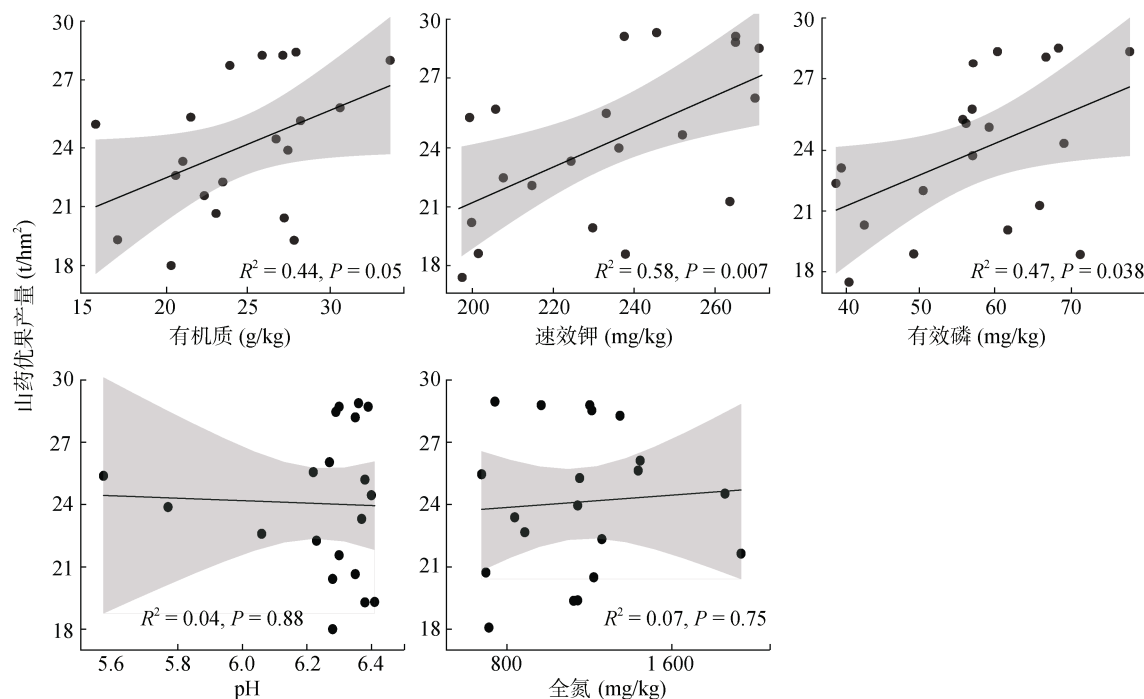 山药优果产量 (t/hm²)
30
27
24
21
18
R² = 0.44, P = 0.05
15 20 25 30
有机质 (g/kg)
30
27
24
21
18
R² = 0.58, P = 0.007
200 220 240 260
速效钾 (mg/kg)
30
27
24
21
18
R² = 0.47, P = 0.038
40 50 60 70
有效磷 (mg/kg)
30
27
24
21
18
R² = 0.04, P = 0.88
5.6 5.8 6.0 6.2 6.4
pH
30
27
24
21
18
R² = 0.07, P = 0.75
800 1 600
全氮 (mg/kg)